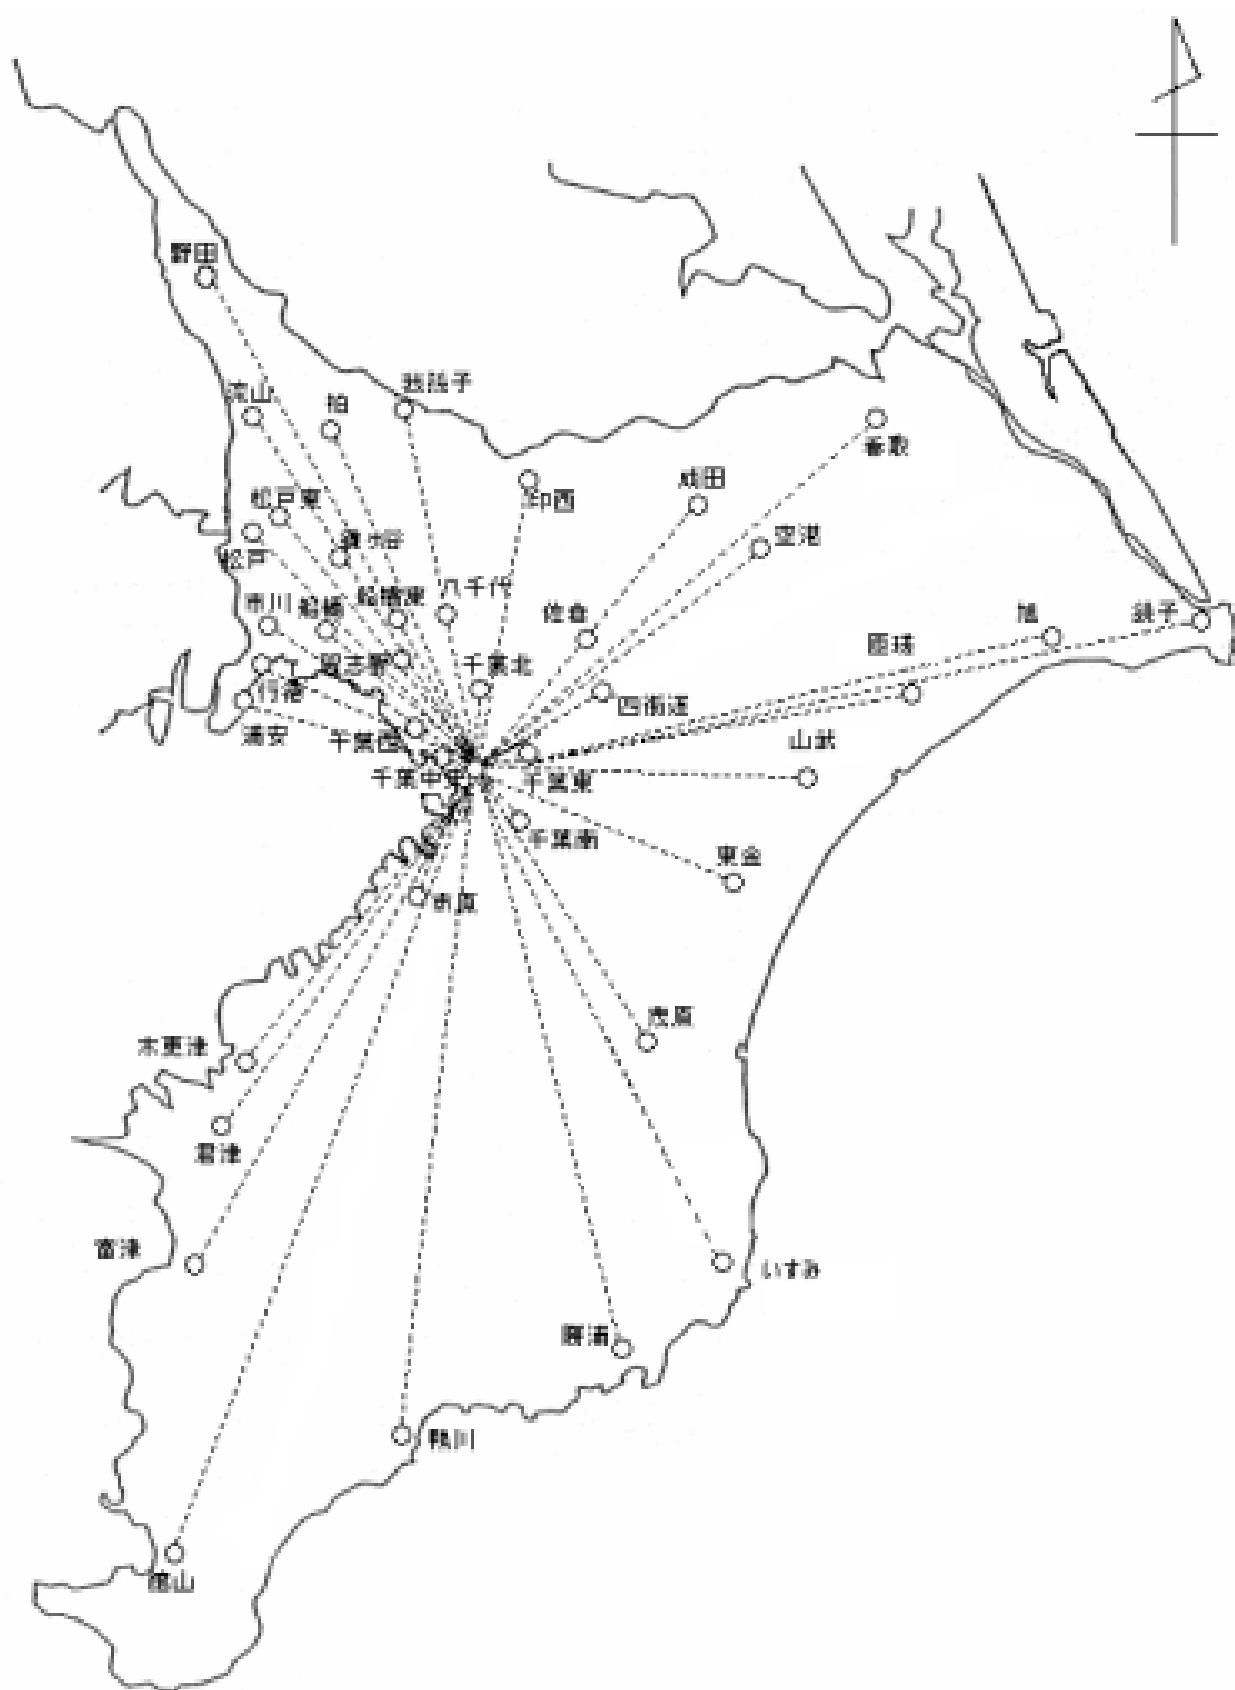 野田
我孫子
流山
柏
香取
成田
印西
松戸東
空港
松戸
鎌ヶ谷
八千代
船橋東
市川
船橋
佐倉
旭
銚子
匝瑳
習志野
千葉北
行徳
四街道
浦安
千葉西
山武
千葉中央
千葉東
千葉南
東金
市原
茂原
木更津
君津
富津
いすみ
勝浦
鴨川
館山